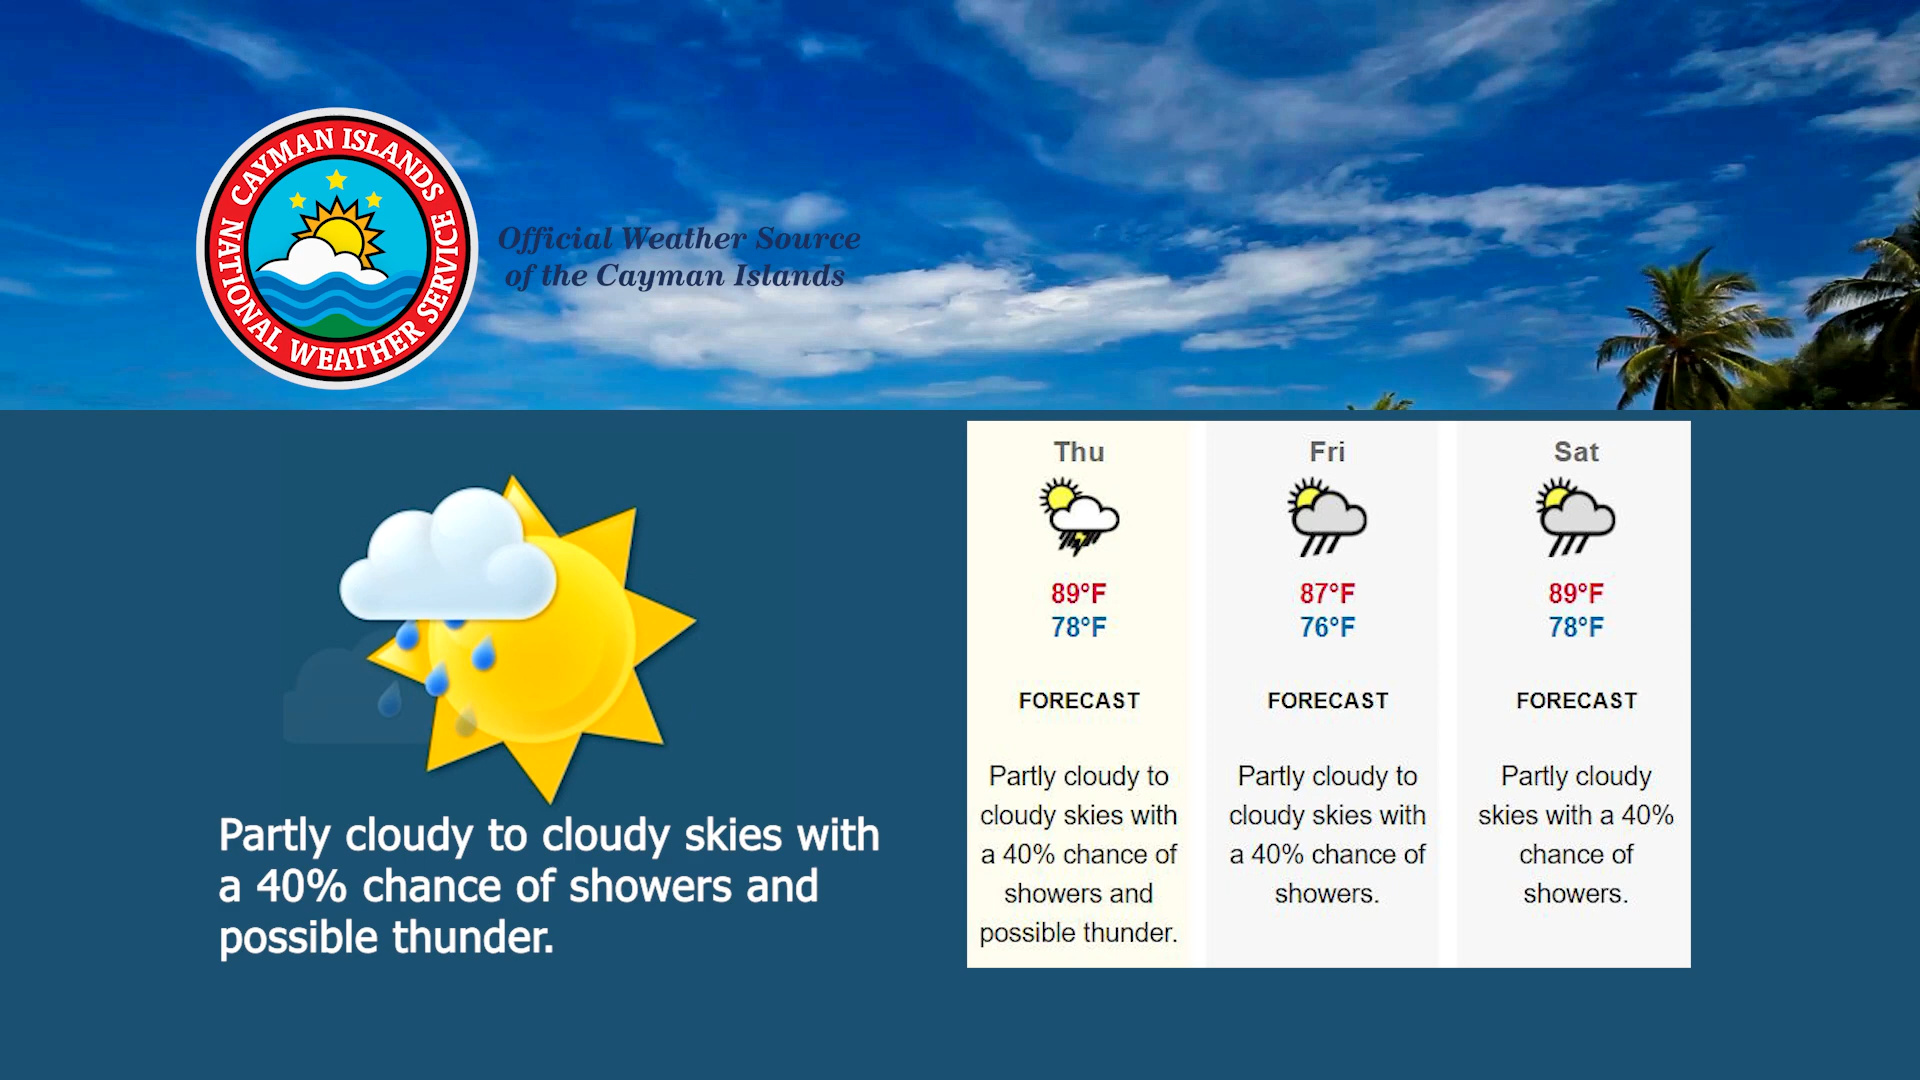 CAYMAN ISLANDS
NATIONAL WEATHER SERVICE
Official Weather Source
of the Cayman Islands
Partly cloudy to cloudy skies with
a 40% chance of showers and
possible thunder.
Thu
89°F
78°F
FORECAST
Partly cloudy to
cloudy skies with
a 40% chance of
showers and
possible thunder.
Fri
87°F
76°F
FORECAST
Partly cloudy to
cloudy skies with
a 40% chance of
showers.
Sat
89°F
78°F
FORECAST
Partly cloudy
skies with a 40%
chance of
showers.